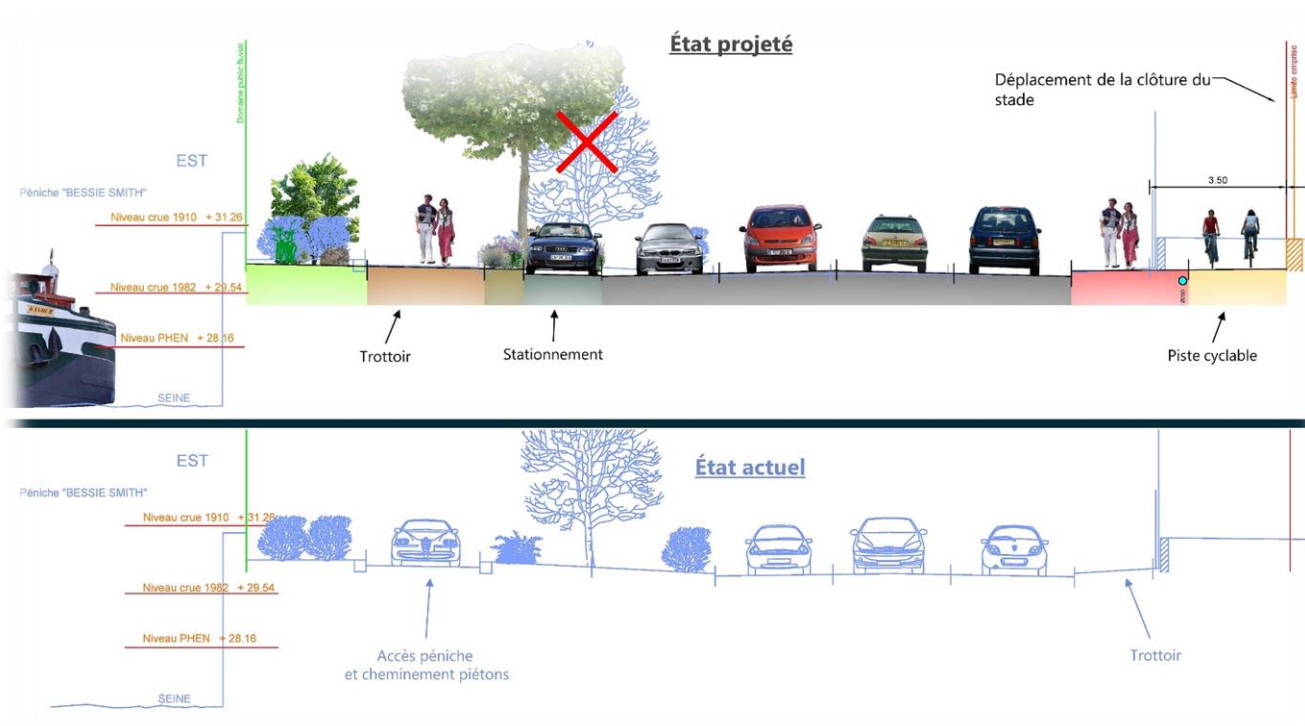 État projeté
Domaine public fluvial
Limite emprise
Déplacement de la clôture du
stade
EST
Péniche "BESSIE SMITH"
3.50
Niveau crue 1910 + 31.26
Niveau crue 1982 + 29.54
Niveau PHEN + 28.16
Trottoir
Stationnement
Piste cyclable
SEINE
État actuel
EST
Péniche "BESSIE SMITH"
Niveau crue 1910 + 31.26
Niveau crue 1982 + 29.54
Niveau PHEN + 28.16
Accès péniche
et cheminement piétons
Trottoir
SEINE